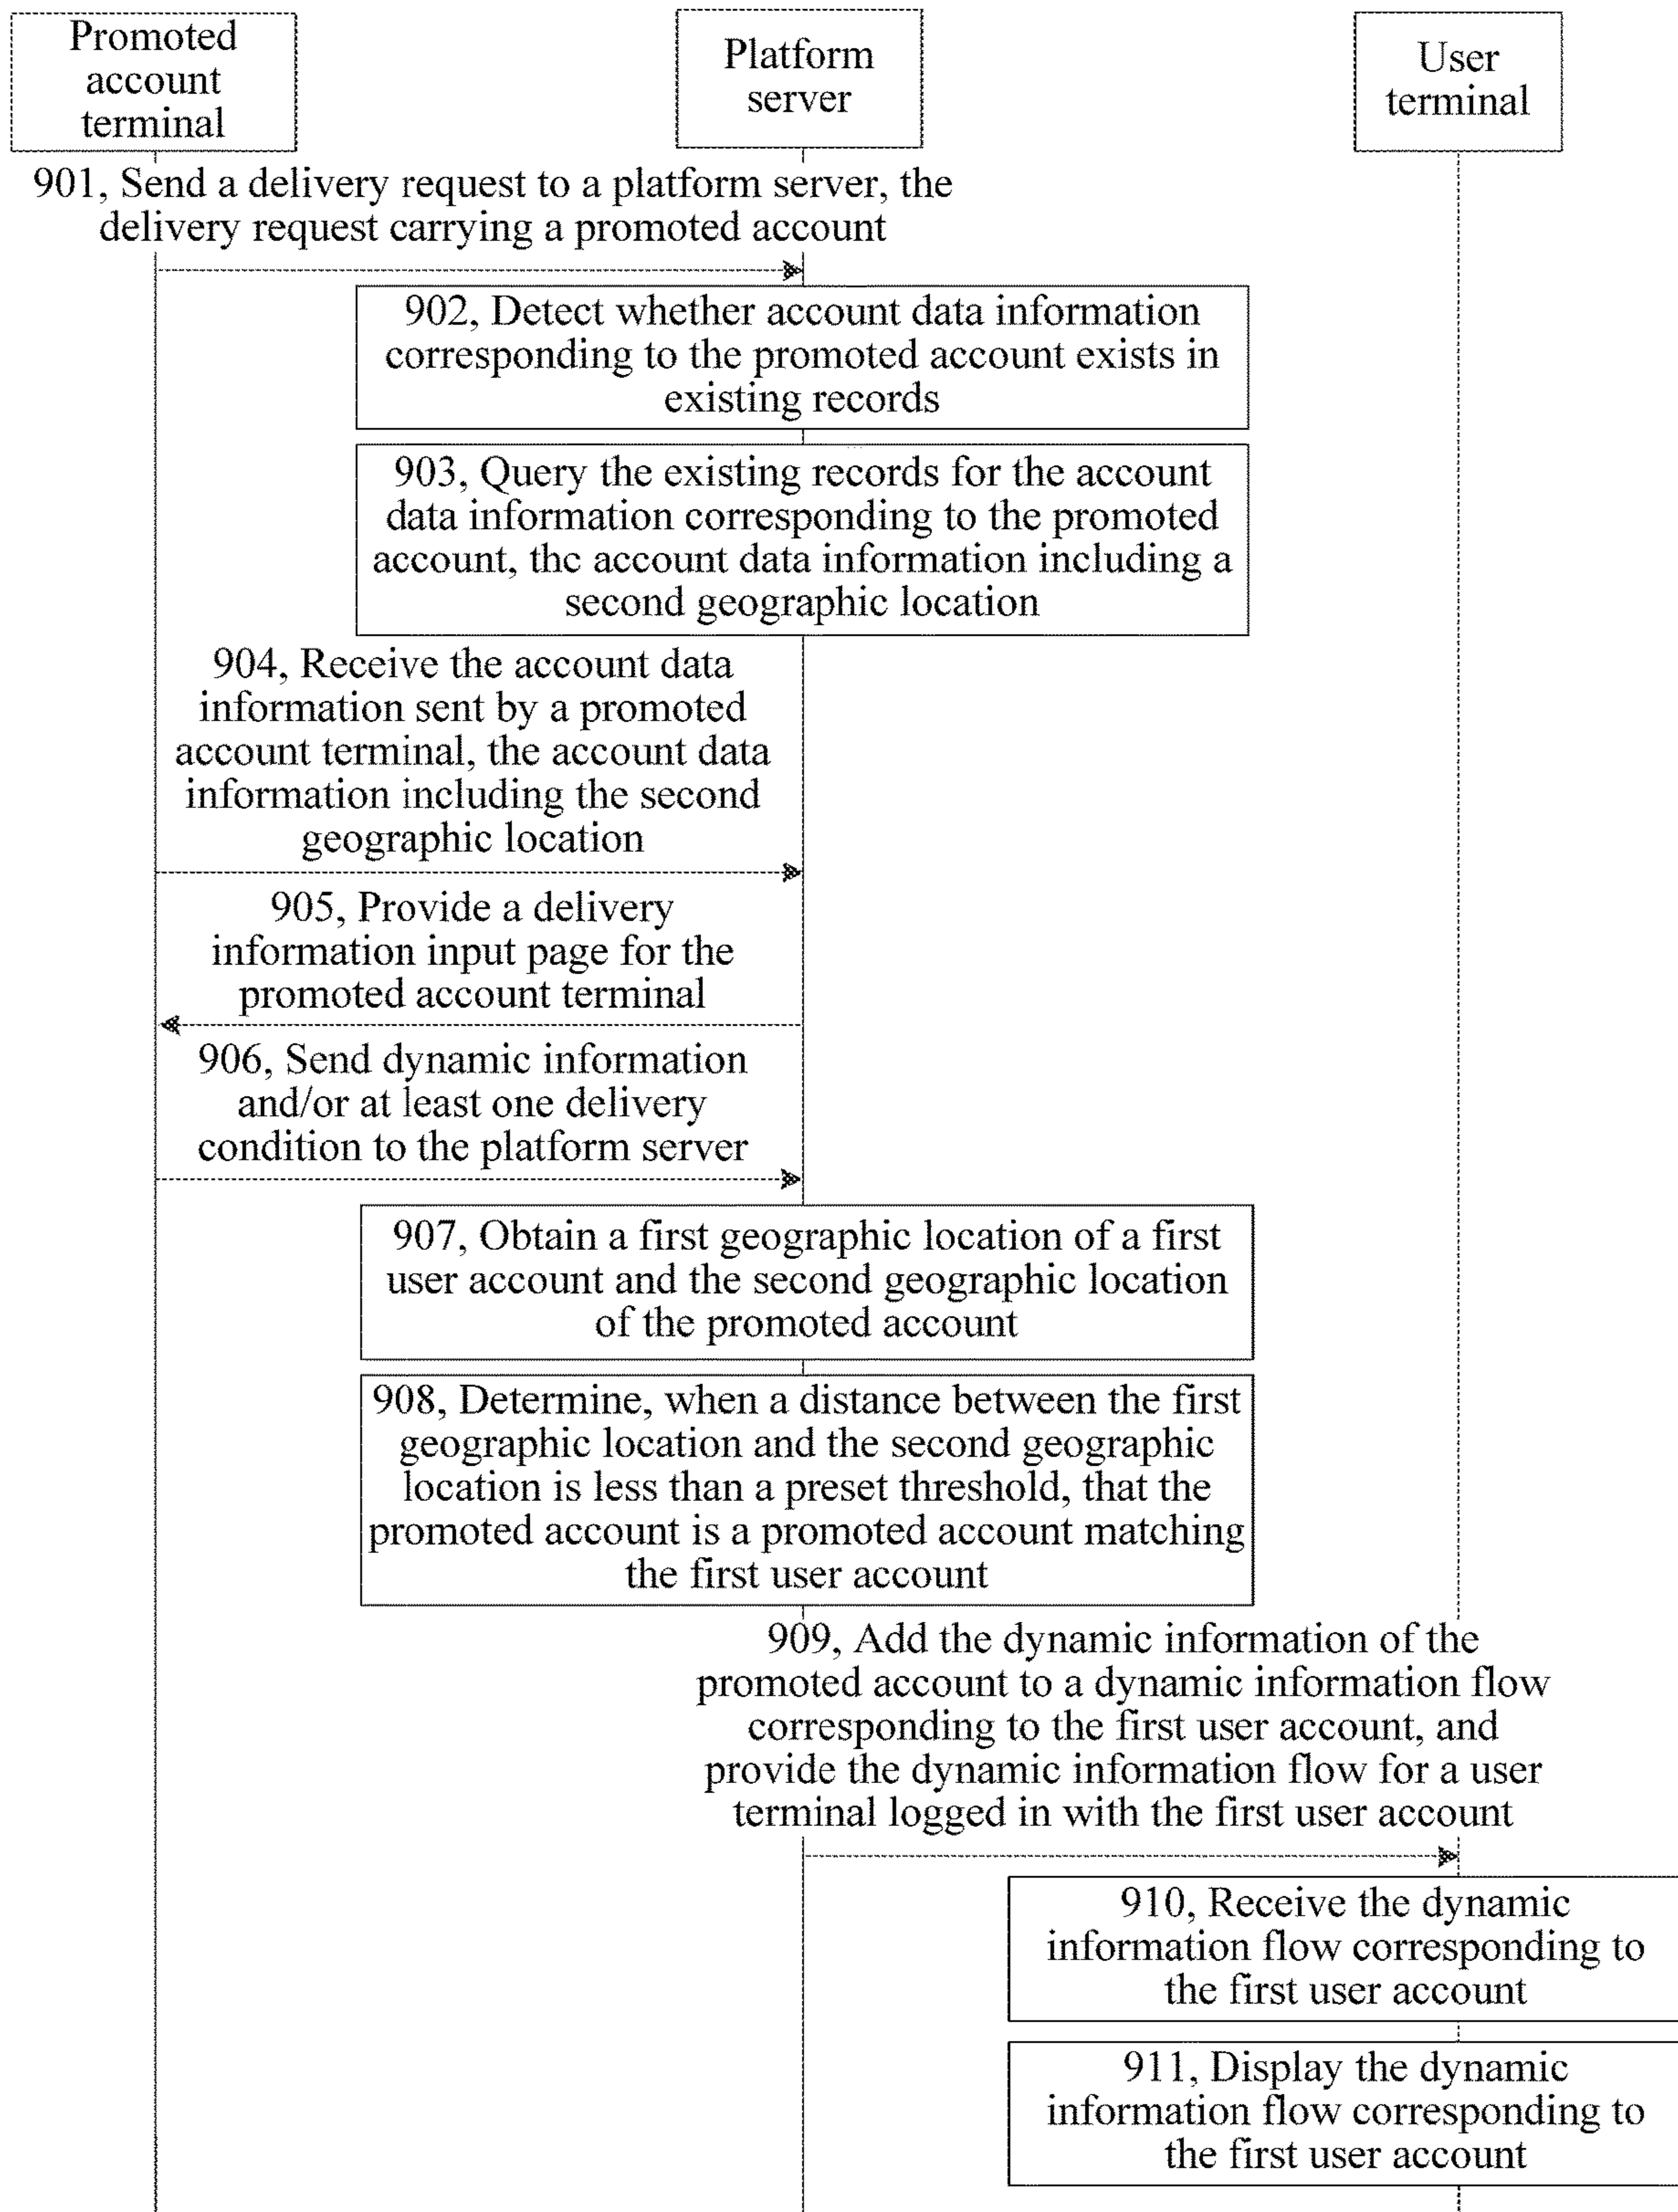 Promoted
account
terminal
Platform
server
User
terminal
901, Send a delivery request to a platform server, the
delivery request carrying a promoted account
902, Detect whether account data information
corresponding to the promoted account exists in
existing records
903, Query the existing records for the account
data information corresponding to the promoted
account, the account data information including a
second geographic location
904, Receive the account data
information sent by a promoted
account terminal, the account data
information including the second
geographic location
905, Provide a delivery
information input page for the
promoted account terminal
906, Send dynamic information
and/or at least one delivery
condition to the platform server
907, Obtain a first geographic location of a first
user account and the second geographic location
of the promoted account
908, Determine, when a distance between the first
geographic location and the second geographic
location is less than a preset threshold, that the
promoted account is a promoted account matching
the first user account
909, Add the dynamic information of the
promoted account to a dynamic information flow
corresponding to the first user account, and
provide the dynamic information flow for a user
terminal logged in with the first user account
910, Receive the dynamic
information flow corresponding to
the first user account
911, Display the dynamic
information flow corresponding to
the first user account